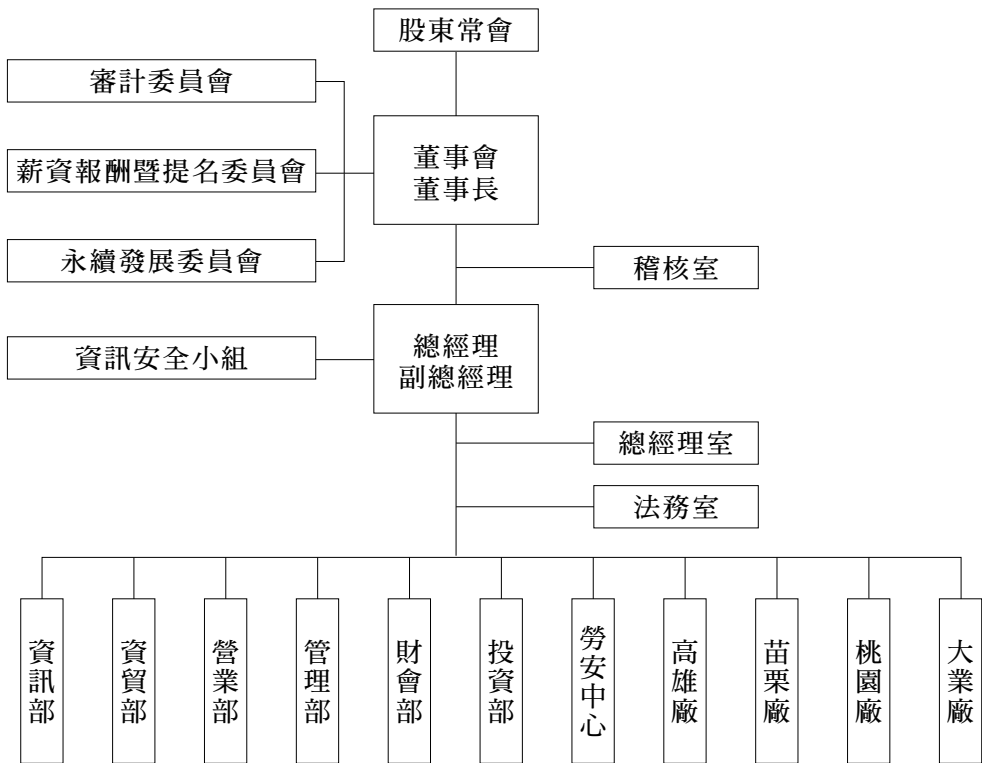 股東常會
審計委員會
董事會
董事長
薪資報酬暨提名委員會
永續發展委員會
稽核室
總經理
副總經理
資訊安全小組
總經理室
法務室
資訊部
資貿部
營業部
管理部
財會部
投資部
勞安中心
高雄廠
苗栗廠
桃園廠
大業廠